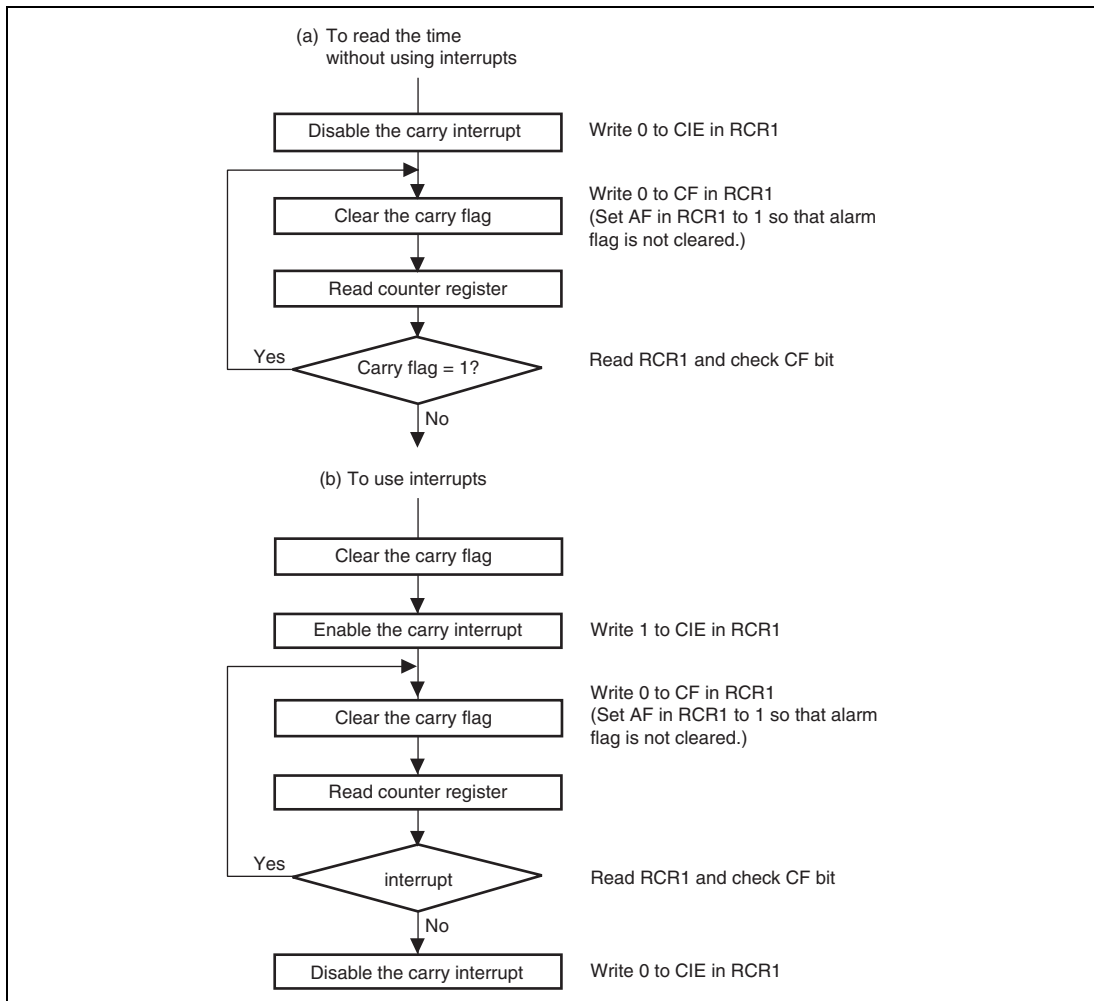 (a) To read the time
without using interrupts
Disable the carry interrupt
Write 0 to CIE in RCR1
Clear the carry flag
Write 0 to CF in RCR1
(Set AF in RCR1 to 1 so that alarm
flag is not cleared.)
Read counter register
Yes
Carry flag = 1?
Read RCR1 and check CF bit
No
(b) To use interrupts
Clear the carry flag
Enable the carry interrupt
Write 1 to CIE in RCR1
Clear the carry flag
Write 0 to CF in RCR1
(Set AF in RCR1 to 1 so that alarm
flag is not cleared.)
Read counter register
Yes
interrupt
Read RCR1 and check CF bit
No
Disable the carry interrupt
Write 0 to CIE in RCR1